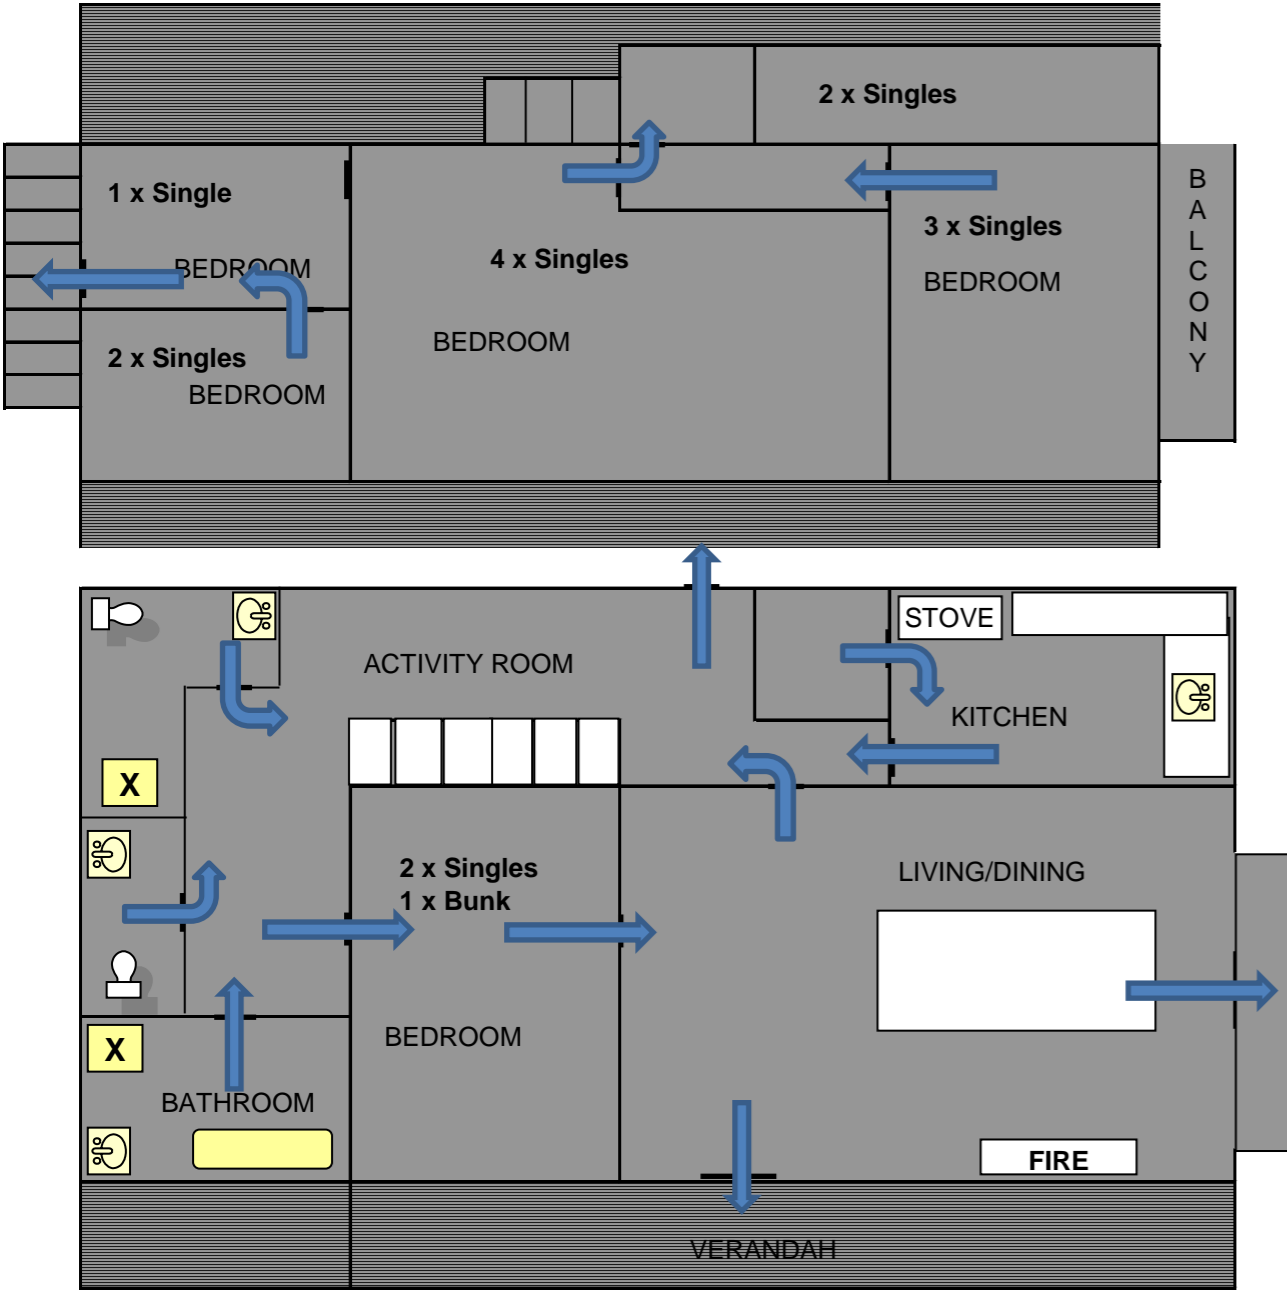 2 x Singles
1 x Single
BEDROOM
4 x Singles
BEDROOM
3 x Singles
BEDROOM
2 x Singles
BEDROOM
B
A
L
C
O
N
Y
ACTIVITY ROOM
STOVE
KITCHEN
X
2 x Singles
1 x Bunk
BEDROOM
LIVING/DINING
X
BATHROOM
FIRE
VERANDAH